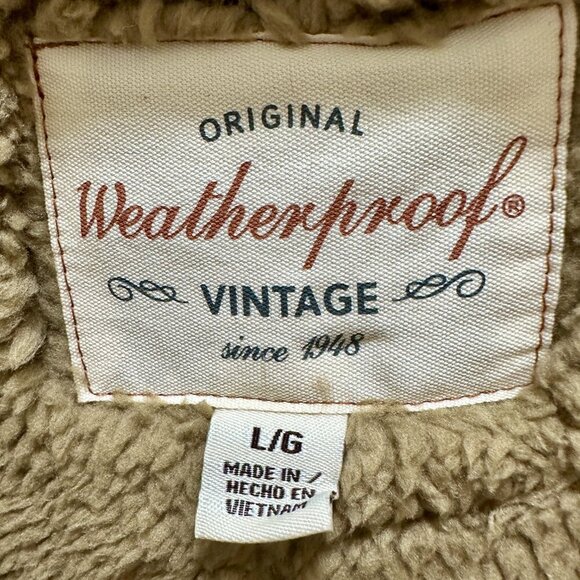 ORIGINAL
Weatherproof®
VINTAGE
since 1948
L/G
MADE IN /
HECHO EN
VIETNAM